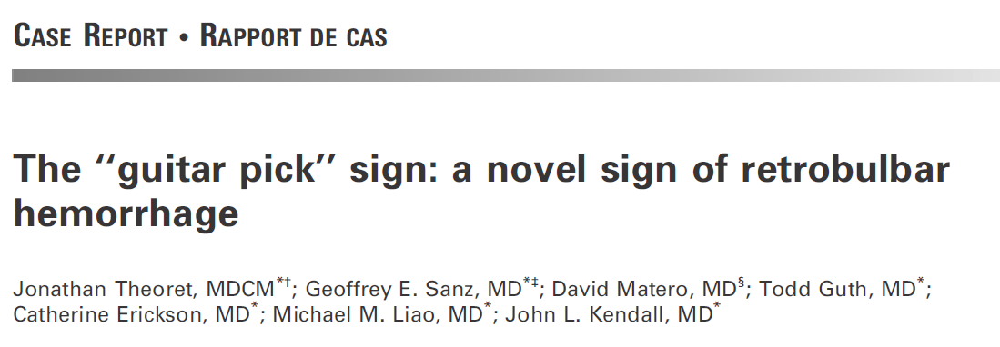 CASE REPORT • RAPPORT DE CAS
The ‘‘guitar pick’’ sign: a novel sign of retrobulbar
hemorrhage
Jonathan Theoret, MDCM*†; Geoffrey E. Sanz, MD*‡; David Matero, MD§; Todd Guth, MD*;
Catherine Erickson, MD*; Michael M. Liao, MD*; John L. Kendall, MD*